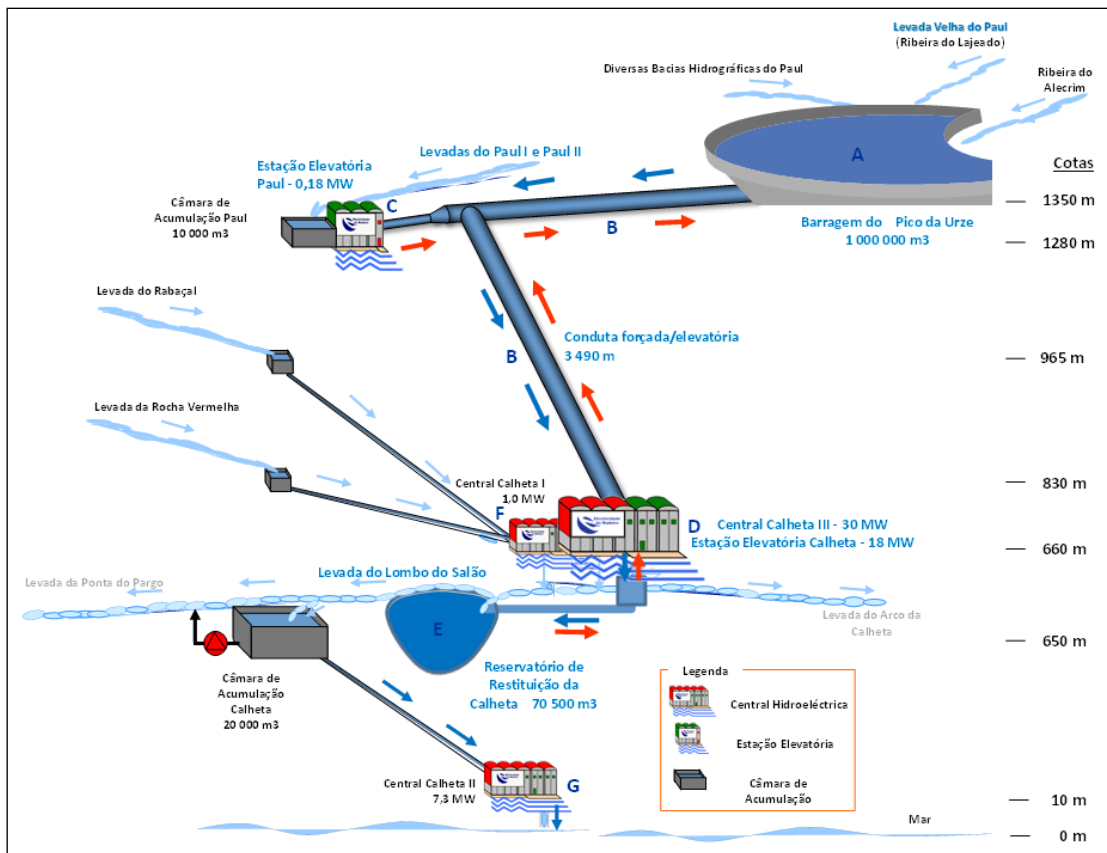 Levada Velha do Paul
(Ribeira do Lajeado)
Diversas Bacias Hidrográficas do Paul
Ribeira do
Alecrim
A
Cotas
Levadas do Paul I e Paul II
Estação Elevatória
Paul - 0,18 MW
C
Câmara de
Acumulação Paul
10 000 m3
1350 m
B
Barragem do Pico da Urze
1 000 000 m3
1280 m
Levada do Rabaçal
Conduta forçada/elevatória
3 490 m
B
965 m
Levada da Rocha Vermelha
Central Calheta I
1,0 MW
830 m
F
D
Central Calheta III - 30 MW
Estação Elevatória Calheta - 18 MW
660 m
Levada da Ponta do Pargo
Levada do Lombo do Salão
Levada do Arco da
Calheta
E
650 m
Câmara de
Acumulação
Calheta
20 000 m3
Reservatório de
Restituição da
Calheta 70 500 m3
Legenda
Central Hidroeléctrica
Estação Elevatória
Câmara de
Acumulação
Central Calheta II
7,3 MW
G
10 m
Mar
0 m